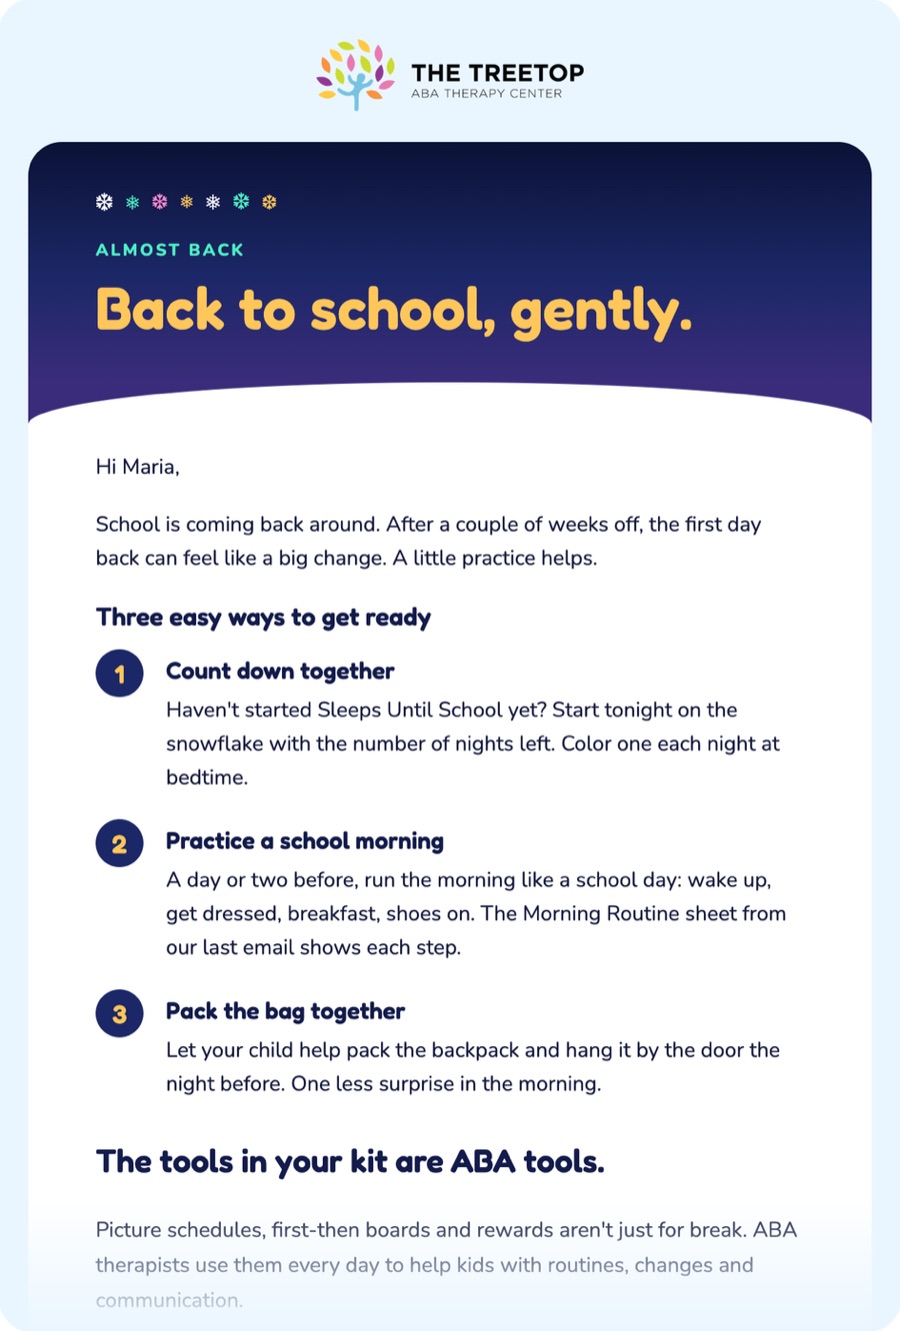 THE TREETOP
ABA THERAPY CENTER
ALMOST BACK
Back to school, gently.
Hi Maria,
School is coming back around. After a couple of weeks off, the first day
back can feel like a big change. A little practice helps.
Three easy ways to get ready
1
Count down together
Haven't started Sleeps Until School yet? Start tonight on the
snowflake with the number of nights left. Color one each night at
bedtime.
2
Practice a school morning
A day or two before, run the morning like a school day: wake up,
get dressed, breakfast, shoes on. The Morning Routine sheet from
our last email shows each step.
3
Pack the bag together
Let your child help pack the backpack and hang it by the door the
night before. One less surprise in the morning.
The tools in your kit are ABA tools.
Picture schedules, first-then boards and rewards aren't just for break. ABA
therapists use them every day to help kids with routines, changes and
communication.